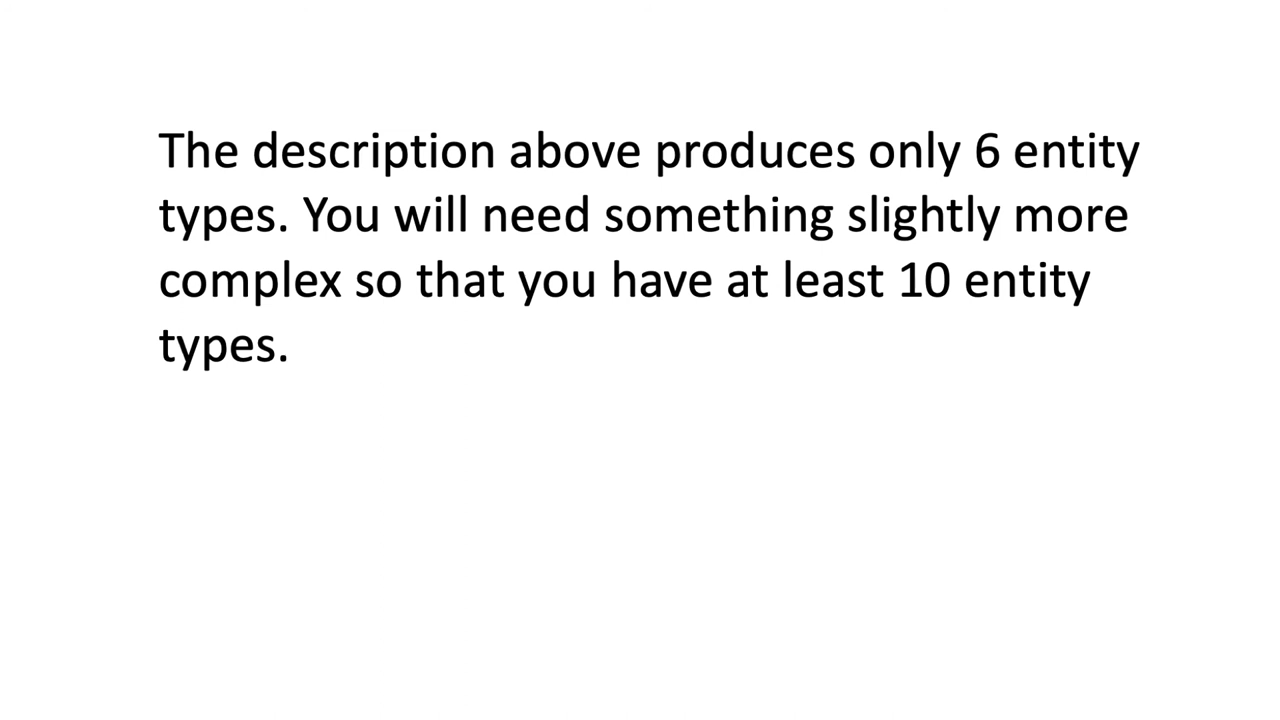 The description above produces only 6 entity
types. You will need something slightly more
complex so that you have at least 10 entity
types.